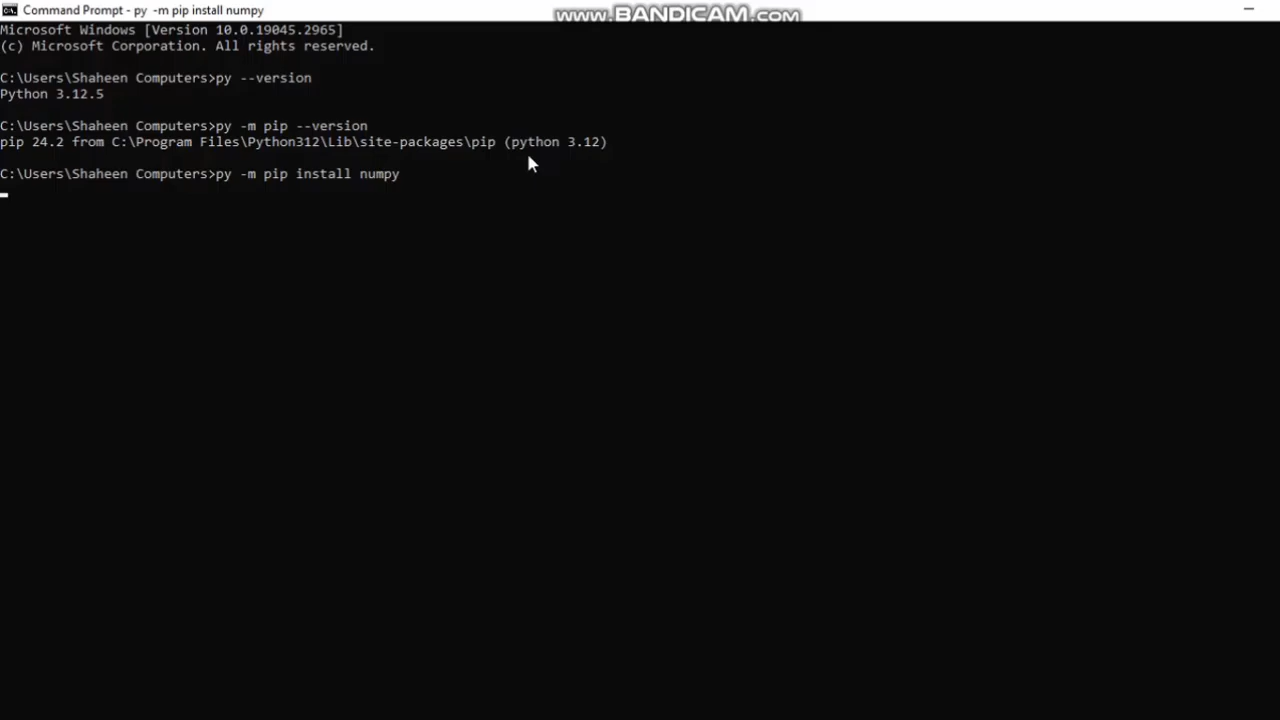 Command Prompt - py  -m pip install numpy
www.BANDICAM.com
Microsoft Windows [Version 10.0.19045.2965]
(c) Microsoft Corporation. All rights reserved.
C:\Users\Shaheen Computers>py --version
Python 3.12.5
C:\Users\Shaheen Computers>py -m pip --version
pip 24.2 from C:\Program Files\Python312\Lib\site-packages\pip (python 3.12)
C:\Users\Shaheen Computers>py -m pip install numpy